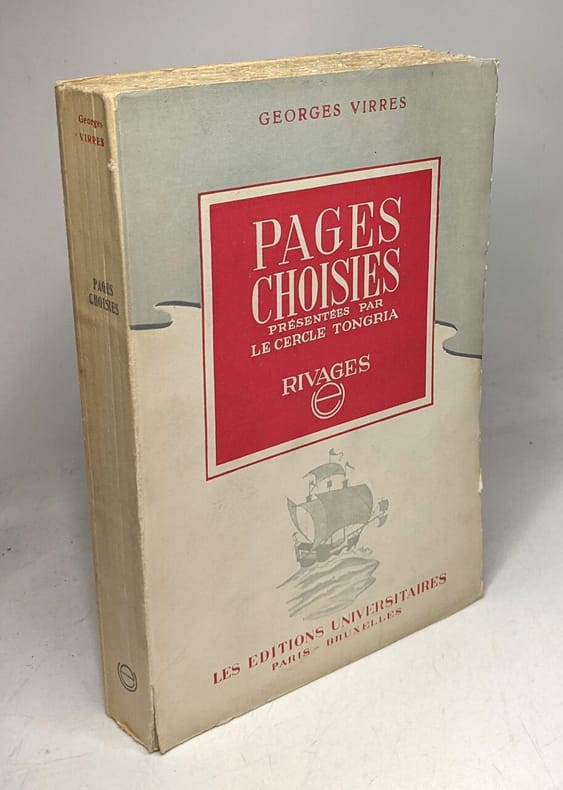 Georges
VIRRES
PAGES
CHOISIES
GEORGES VIRRES
PAGES
CHOISIES
PRÉSENTÉES PAR
LE CERCLE TONGRIA
RIVAGES
LES EDITIONS UNIVERSITAIRES
PARIS - BRUXELLES